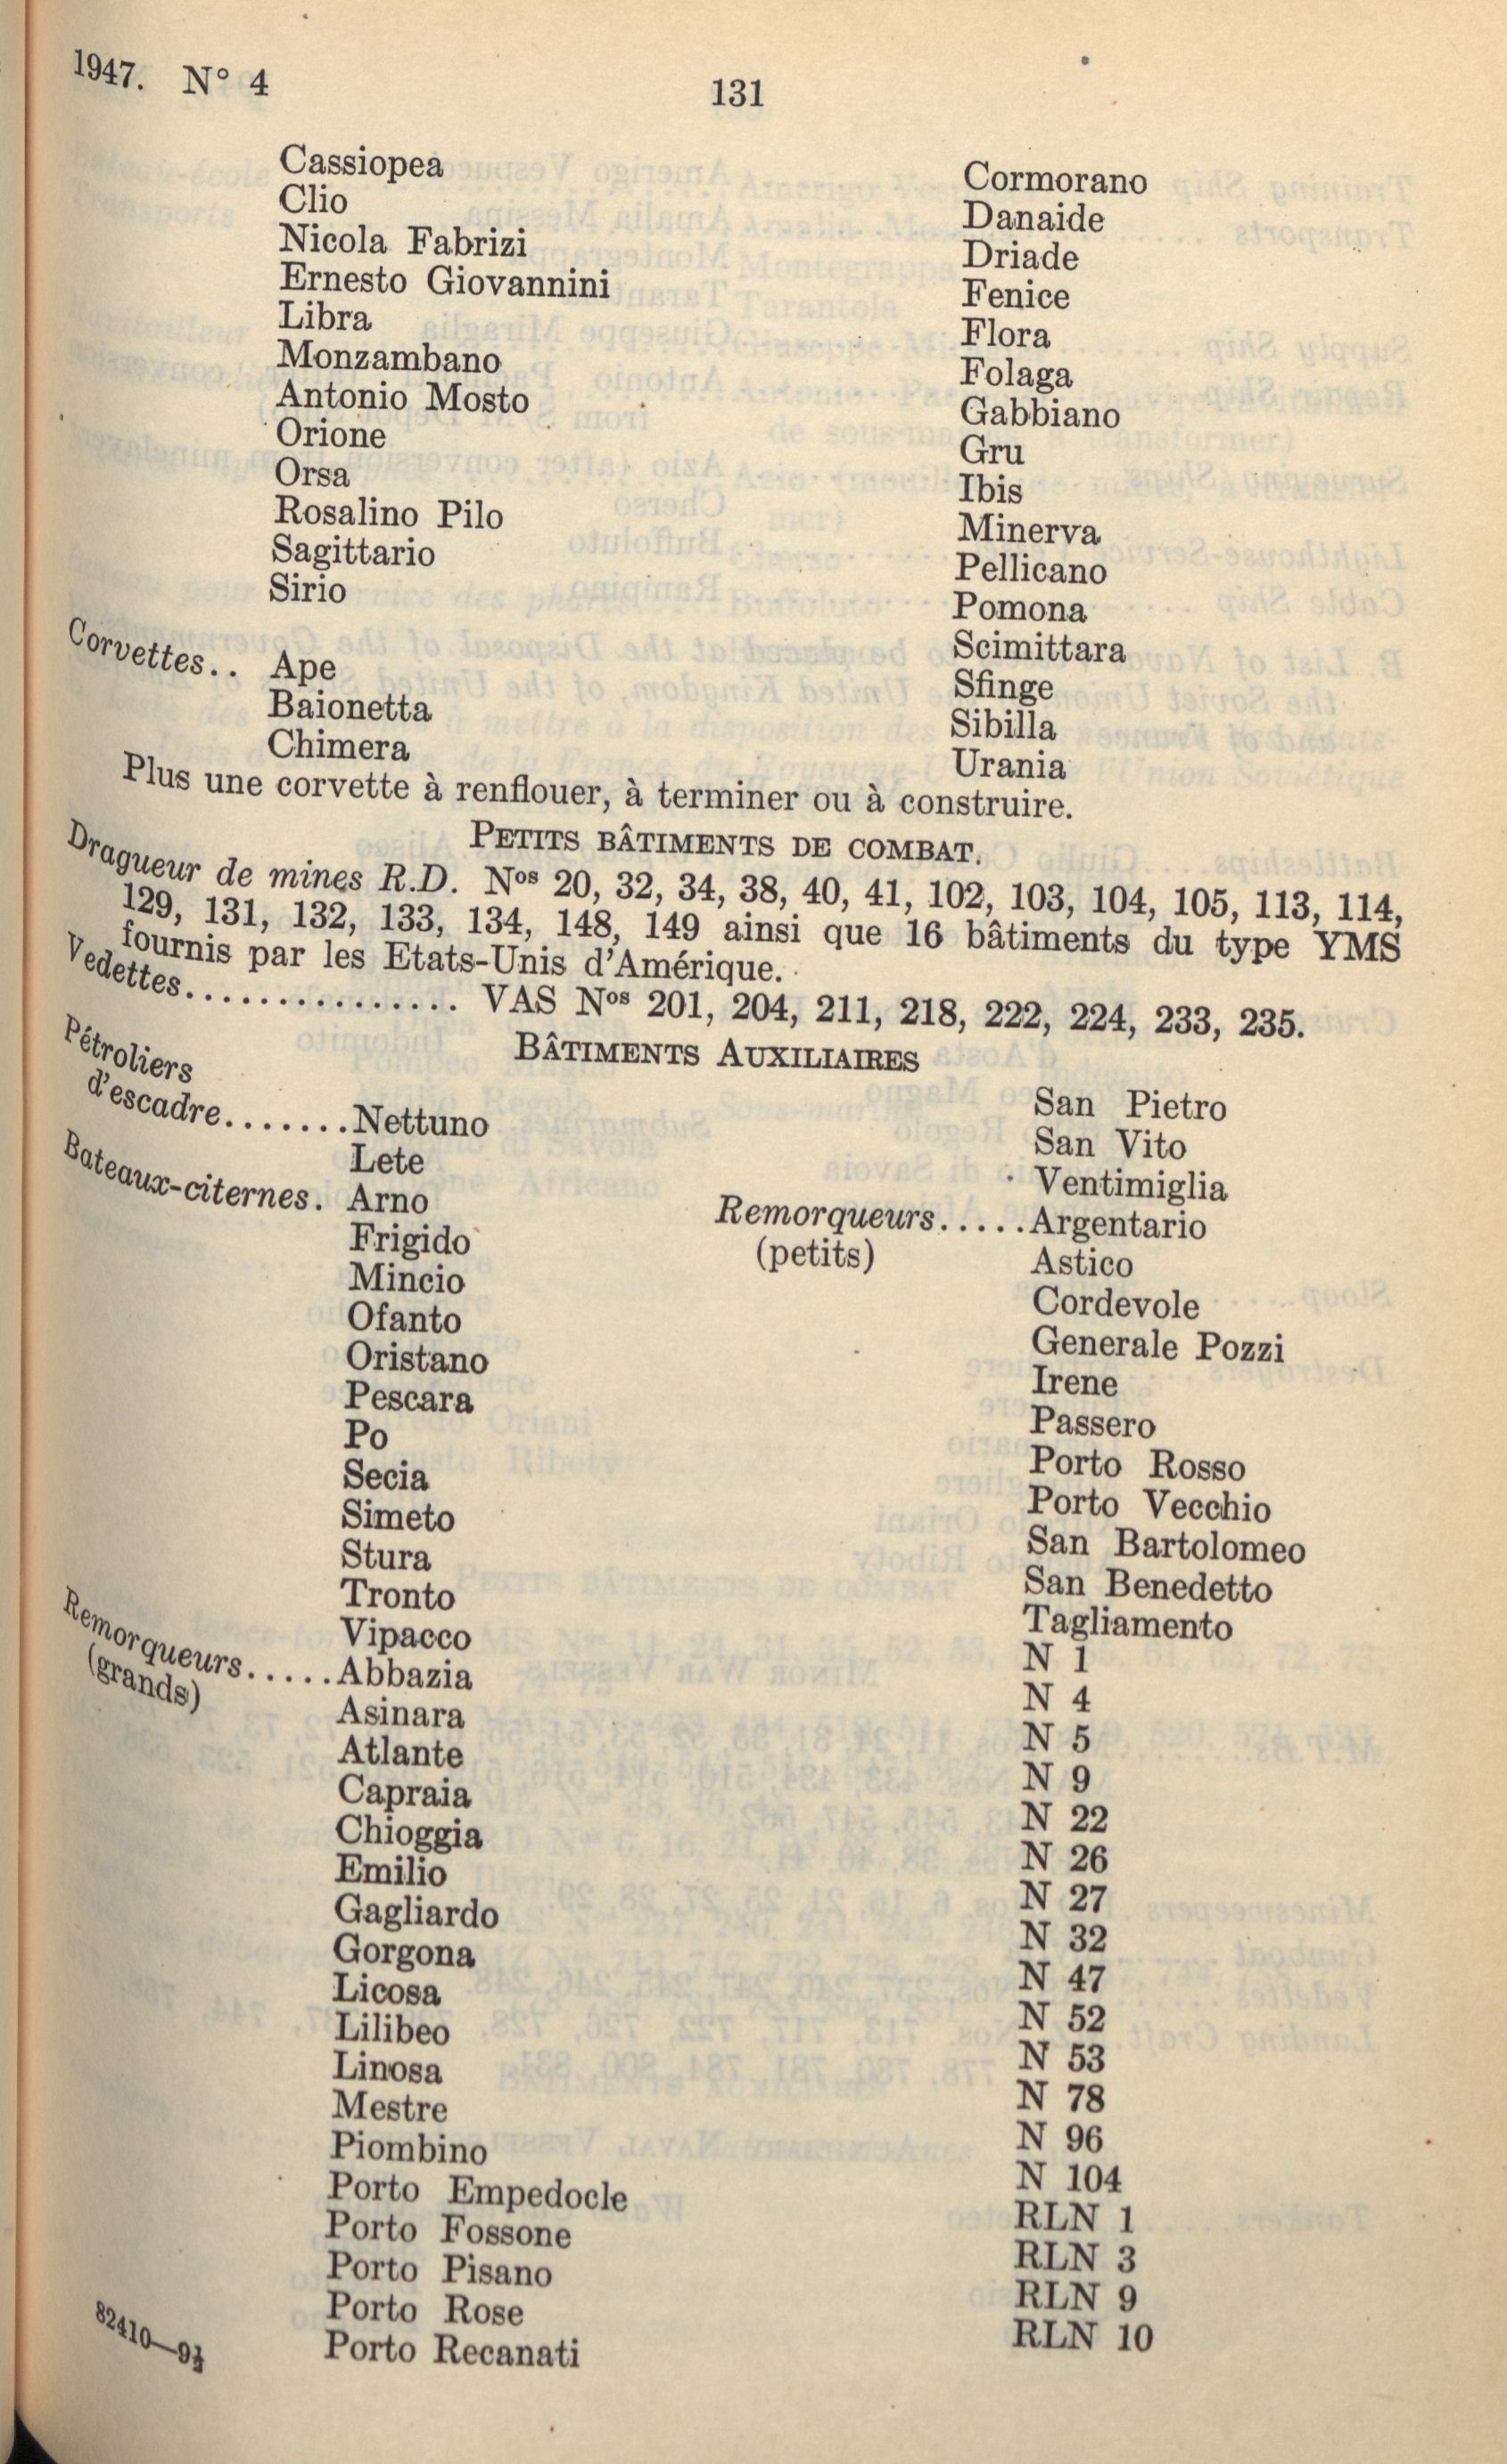 1947. N° 4
131
Cassiopea
Clio
Nicola Fabrizi
Ernesto Giovannini
Libra
Monzambano
Antonio Mosto
Orione
Orsa
Rosalino Pilo
Sagittario
Sirio
Corvettes.. Ape
Baionetta
Chimera
Cormorano
Danaide
Driade
Fenice
Flora
Folaga
Gabbiano
Gru
Ibis
Minerva
Pellicano
Pomona
Scimittara
Sfinge
Sibilla
Urania
Plus une corvette à renflouer, à terminer ou à construire.
PETITS BÂTIMENTS DE COMBAT.
Dragueur de mines R.D. Nos 20, 32, 34, 38, 40, 41, 102, 103, 104, 105, 113, 114,
129, 131, 132, 133, 134, 148, 149 ainsi que 16 bâtiments du type YMS
fournis par les Etats-Unis d'Amérique.
Vedettes............... VAS Nos 201, 204, 211, 218, 222, 224, 233, 235.
BÂTIMENTS AUXILIAIRES
Pétroliers
d'escadre.......Nettuno
Lete
Bateaux-citernes. Arno
Frigido
Mincio
Ofanto
Oristano
Pescara
Po
Secia
Simeto
Stura
Tronto
Vipacco
Remorqueurs.....Abbazia
(grands)
Asinara
Atlante
Capraia
Chioggia
Emilio
Gagliardo
Gorgona
Licosa
Lilibeo
Linosa
Mestre
Piombino
Porto Empedocle
Porto Fossone
Porto Pisano
Porto Rose
Porto Recanati
San Pietro
San Vito
Ventimiglia
Remorqueurs.....Argentario
(petits)
Astico
Cordevole
Generale Pozzi
Irene
Passero
Porto Rosso
Porto Vecchio
San Bartolomeo
San Benedetto
Tagliamento
N 1
N 4
N 5
N 9
N 22
N 26
N 27
N 32
N 47
N 52
N 53
N 78
N 96
N 104
RLN 1
RLN 3
RLN 9
RLN 10
82410—9½